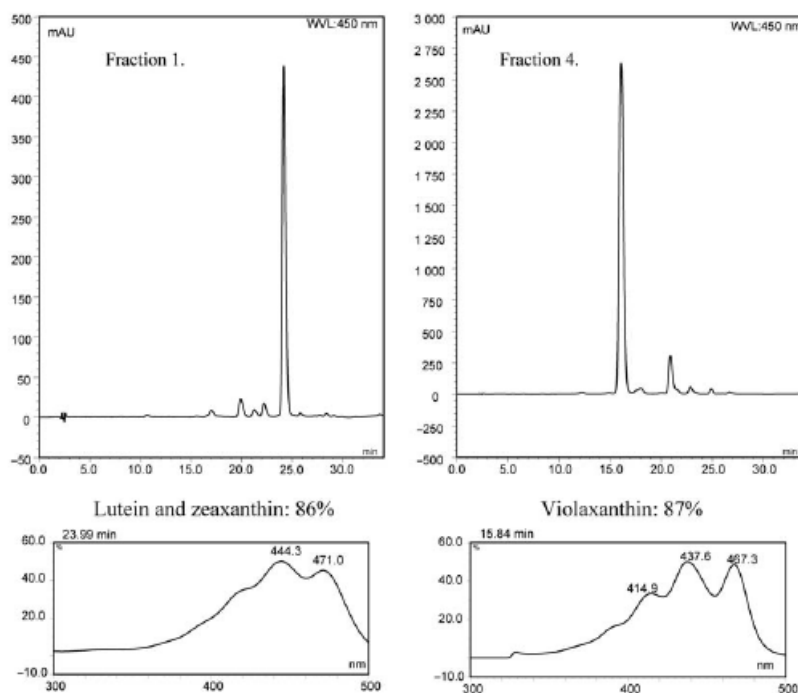 mAU
WVL:450 nm
Fraction 1.
500
450
400
350
300
250
200
150
100
50
0
−50
0.0 5.0 10.0 15.0 20.0 25.0 30.0
min
mAU
WVL:450 nm
Fraction 4.
3 000
2 750
2 500
2 250
2 000
1 750
1 500
1 250
1 000
750
500
250
0
−250
−500
0.0 5.0 10.0 15.0 20.0 25.0 30.0
min
Lutein and zeaxanthin: 86%
60.0
40.0
20.0
−10.0
%
23.99 min
444.3
471.0
nm
300 400 500
Violaxanthin: 87%
60.0
40.0
20.0
−10.0
%
15.84 min
414.9
437.6
467.3
nm
300 400 500